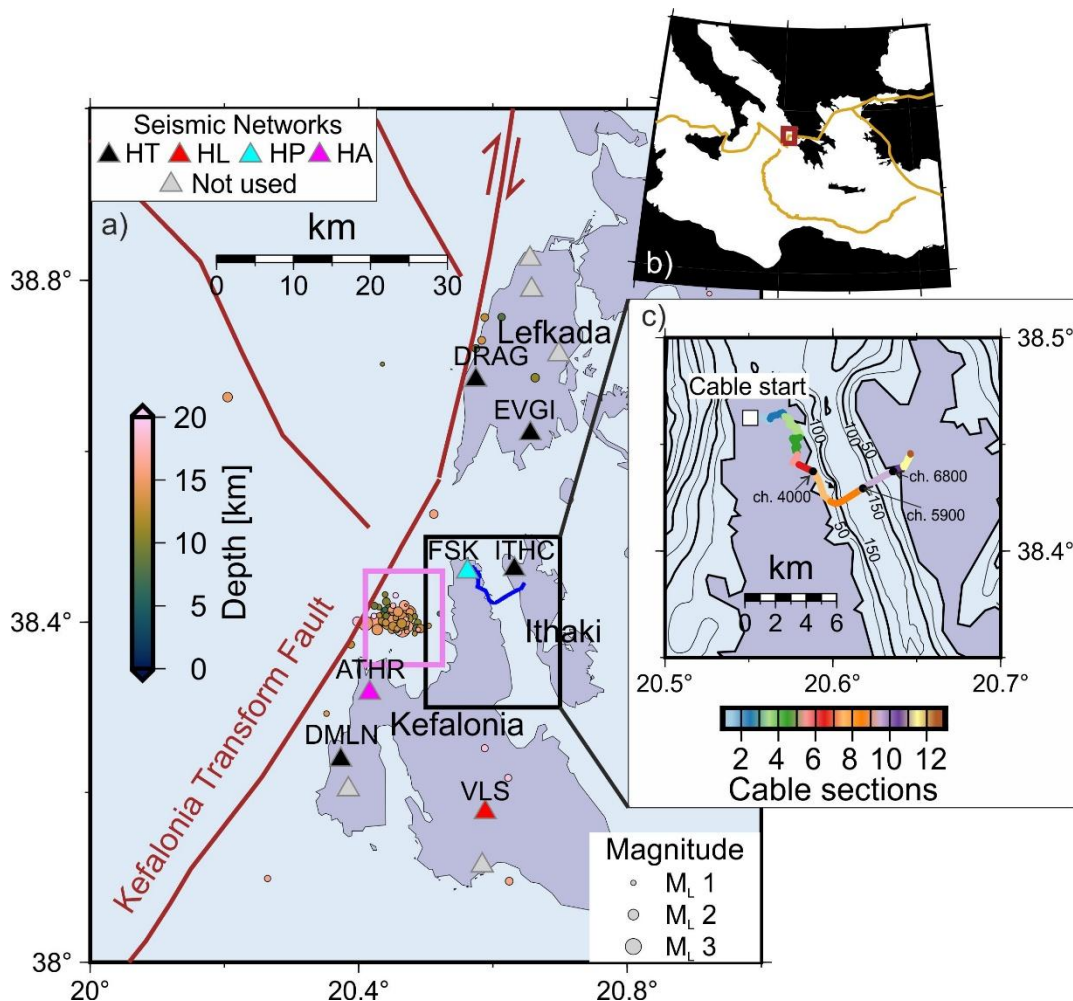 Seismic Networks
HT HL HP HA
Not used
a)
km
0 10 20 30
38.8°
38.4°
38°
20°
20.4°
20.8°
20
15
10
5
0
Depth [km]
Kefalonia Transform Fault
Lefkada
DRAG
EVGI
FSK
ITHC
Ithaki
ATHR
Kefalonia
DMLN
VLS
Magnitude
M_L 1
M_L 2
M_L 3
b)
c)
Cable start
100
100
50
150
50
150
ch. 4000
ch. 6800
ch. 5900
km
0 2 4 6
38.5°
38.4°
20.5°
20.6°
20.7°
2 4 6 8 10 12
Cable sections